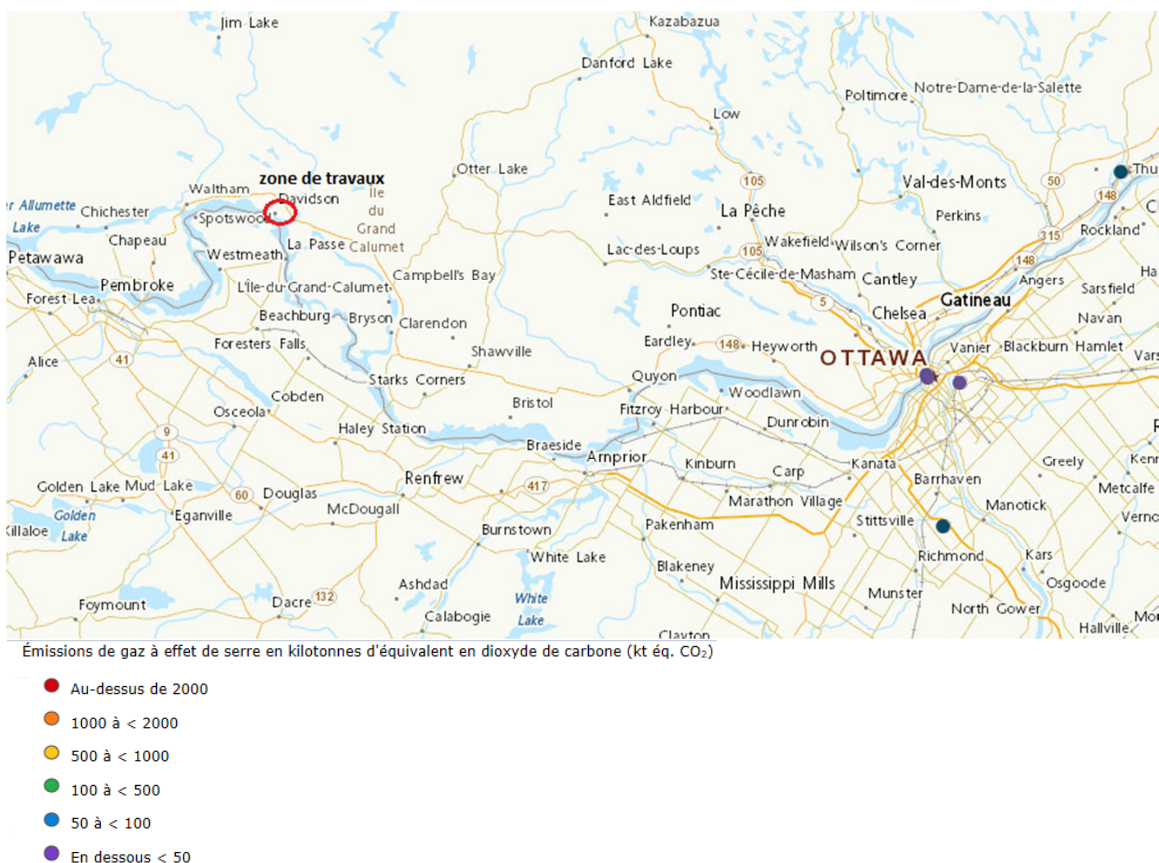 Jim Lake
Kazabazua
Danford Lake
Poltimore
Notre-Dame-de-la-Salette
Low
Otter Lake
zone de travaux
Thu
Waltham
Davidson
Ile
du
Grand
Calumet
105
50
148
Val-des-Monts
er Allumette
Lake
Chichester
Spotswood
East Aldfield
La Pêche
Perkins
Rockland
Chapeau
La Passe
315
Petawawa
Westmeath
Lac-des-Loups
105
Wakefield
Wilson's Corner
148
Pembroke
L'Île-du-Grand-Calumet
Campbell's Bay
Ste-Cécile-de-Masham
Cantley
Angers
Forest Lea
5
Gatineau
Sarsfield
Beachburg
Bryson
Clarendon
Pontiac
Chelsea
Navan
Foresters Falls
Eardley
148
Heyworth
OTTAWA
Vanier
Blackburn Hamlet
Alice
41
Shawville
Vars
Starks Corners
Quyon
Woodlawn
Cobden
Osceola
Bristol
Fitzroy Harbour
Dunrobin
Haley Station
9
41
Braeside
Arnprior
Kinburn
Carp
Kanata
Greely
Kenn
Golden Lake
Mud Lake
60
Douglas
Renfrew
417
Marathon Village
Barrhaven
Metcalfe
Killaloe
Golden
Lake
Eganville
McDougall
Burnstown
Pakenham
Stittsville
Manotick
Verno
White Lake
Blakeney
Richmond
Kars
Osgoode
Foymount
Dacre
132
Ashdad
White
Lake
Mississippi Mills
Munster
North Gower
Calabogie
Clayton
Hallville
Mo
Émissions de gaz à effet de serre en kilotonnes d'équivalent en dioxyde de carbone (kt éq. CO₂)
Au-dessus de 2000
1000 à < 2000
500 à < 1000
100 à < 500
50 à < 100
En dessous < 50